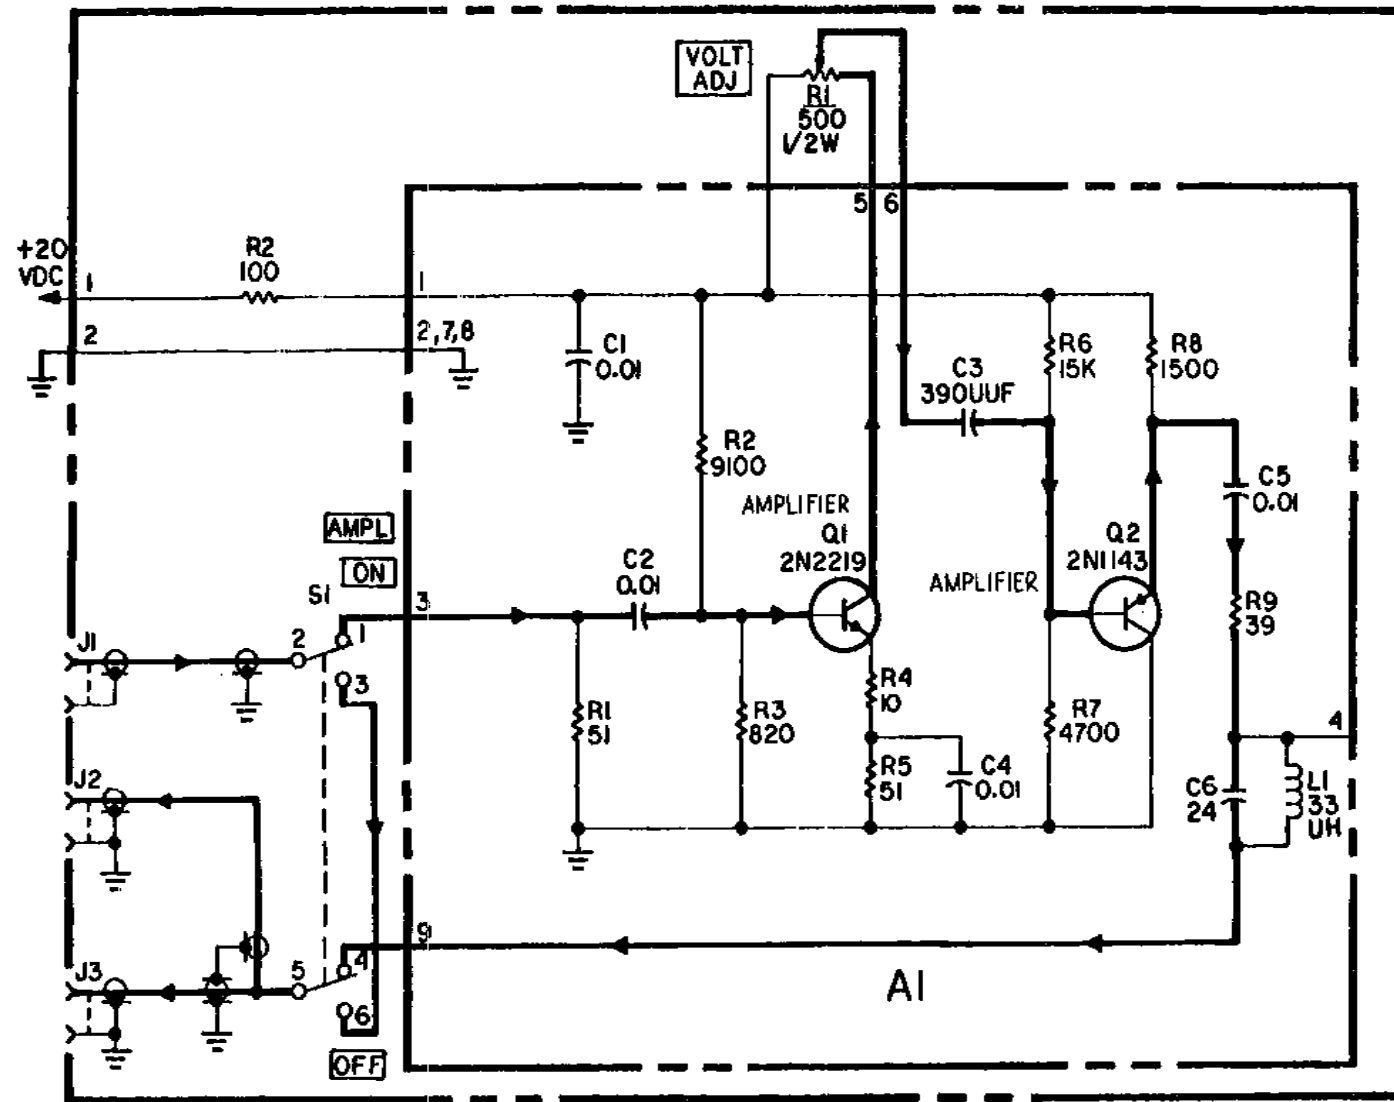 VOLT
ADJ
R1
500
1/2W
5 6
+20
VDC
1
R2
100
1
2
2,7,8
C1
0.01
R6
15K
R8
1500
C3
390UUF
R2
9100
C5
0.01
AMPL
ON
AMPLIFIER
Q1
2N2219
Q2
2N1143
AMPLIFIER
C2
0.01
S1
3
R9
39
J1
2
1
3
R4
10
R1
51
R3
820
R7
4700
4
R5
51
C4
0.01
J2
C6
24
L1
33
UH
9
J3
5
4
6
A1
OFF